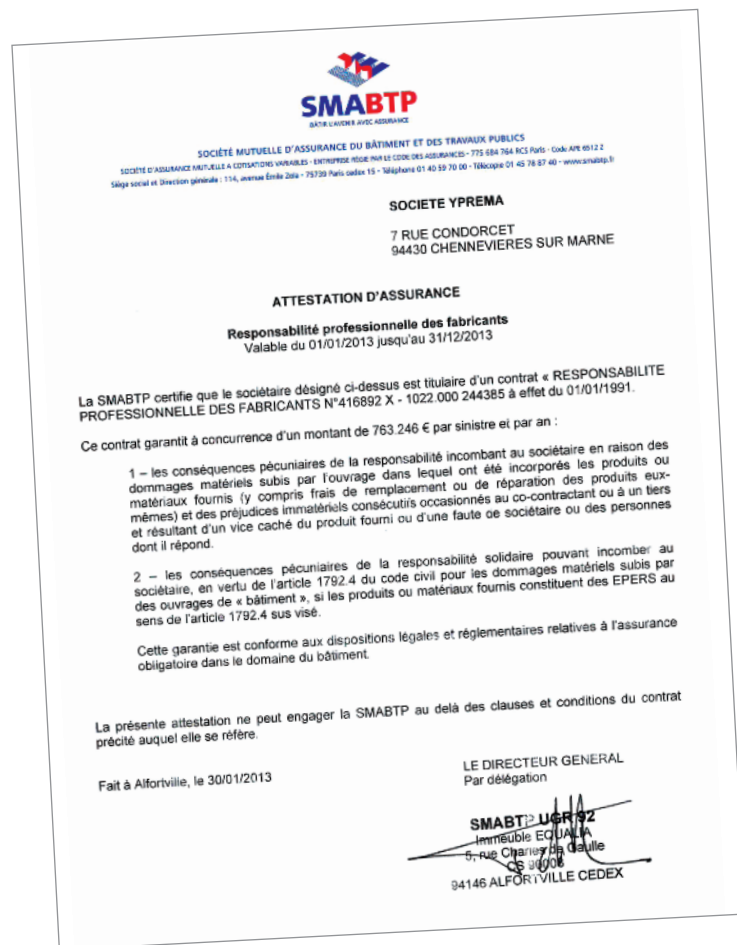 SMABTP
BÂTIR L'AVENIR AVEC ASSURANCE
SOCIÉTÉ MUTUELLE D'ASSURANCE DU BÂTIMENT ET DES TRAVAUX PUBLICS
SOCIÉTÉ D'ASSURANCE MUTUELLE A COTISATIONS VARIABLES - ENTREPRISE RÉGIE PAR LE CODE DES ASSURANCES - 775 684 764 RCS Paris - Code APE 6512 Z
Siège social et Direction générale : 114, avenue Émile Zola - 75739 Paris cedex 15 - Téléphone 01 40 59 70 00 - Télécopie 01 45 78 87 40 - www.smabtp.fr
SOCIETE YPREMA
7 RUE CONDORCET
94430 CHENNEVIERES SUR MARNE
ATTESTATION D'ASSURANCE
Responsabilité professionnelle des fabricants
Valable du 01/01/2013 jusqu'au 31/12/2013
La SMABTP certifie que le sociétaire désigné ci-dessus est titulaire d'un contrat « RESPONSABILITE
PROFESSIONNELLE DES FABRICANTS N°416892 X - 1022.000 244385 à effet du 01/01/1991.
Ce contrat garantit à concurrence d'un montant de 763.246 € par sinistre et par an :
1 – les conséquences pécuniaires de la responsabilité incombant au sociétaire en raison des
dommages matériels subis par l'ouvrage dans lequel ont été incorporés les produits ou
matériaux fournis (y compris frais de remplacement ou de réparation des produits eux-
mêmes) et des préjudices immatériels consécutifs occasionnés au co-contractant ou à un tiers
et résultant d'un vice caché du produit fourni ou d'une faute de sociétaire ou des personnes
dont il répond.
2 – les conséquences pécuniaires de la responsabilité solidaire pouvant incomber au
sociétaire, en vertu de l'article 1792.4 du code civil pour les dommages matériels subis par
des ouvrages de « bâtiment », si les produits ou matériaux fournis constituent des EPERS au
sens de l'article 1792.4 sus visé.
Cette garantie est conforme aux dispositions légales et réglementaires relatives à l'assurance
obligatoire dans le domaine du bâtiment.
La présente attestation ne peut engager la SMABTP au delà des clauses et conditions du contrat
précité auquel elle se réfère.
Fait à Alfortville, le 30/01/2013
LE DIRECTEUR GENERAL
Par délégation
SMABTP UGR 92
Immeuble EQUALIA
5, rue Charles de Gaulle
CS 90008
94146 ALFORTVILLE CEDEX